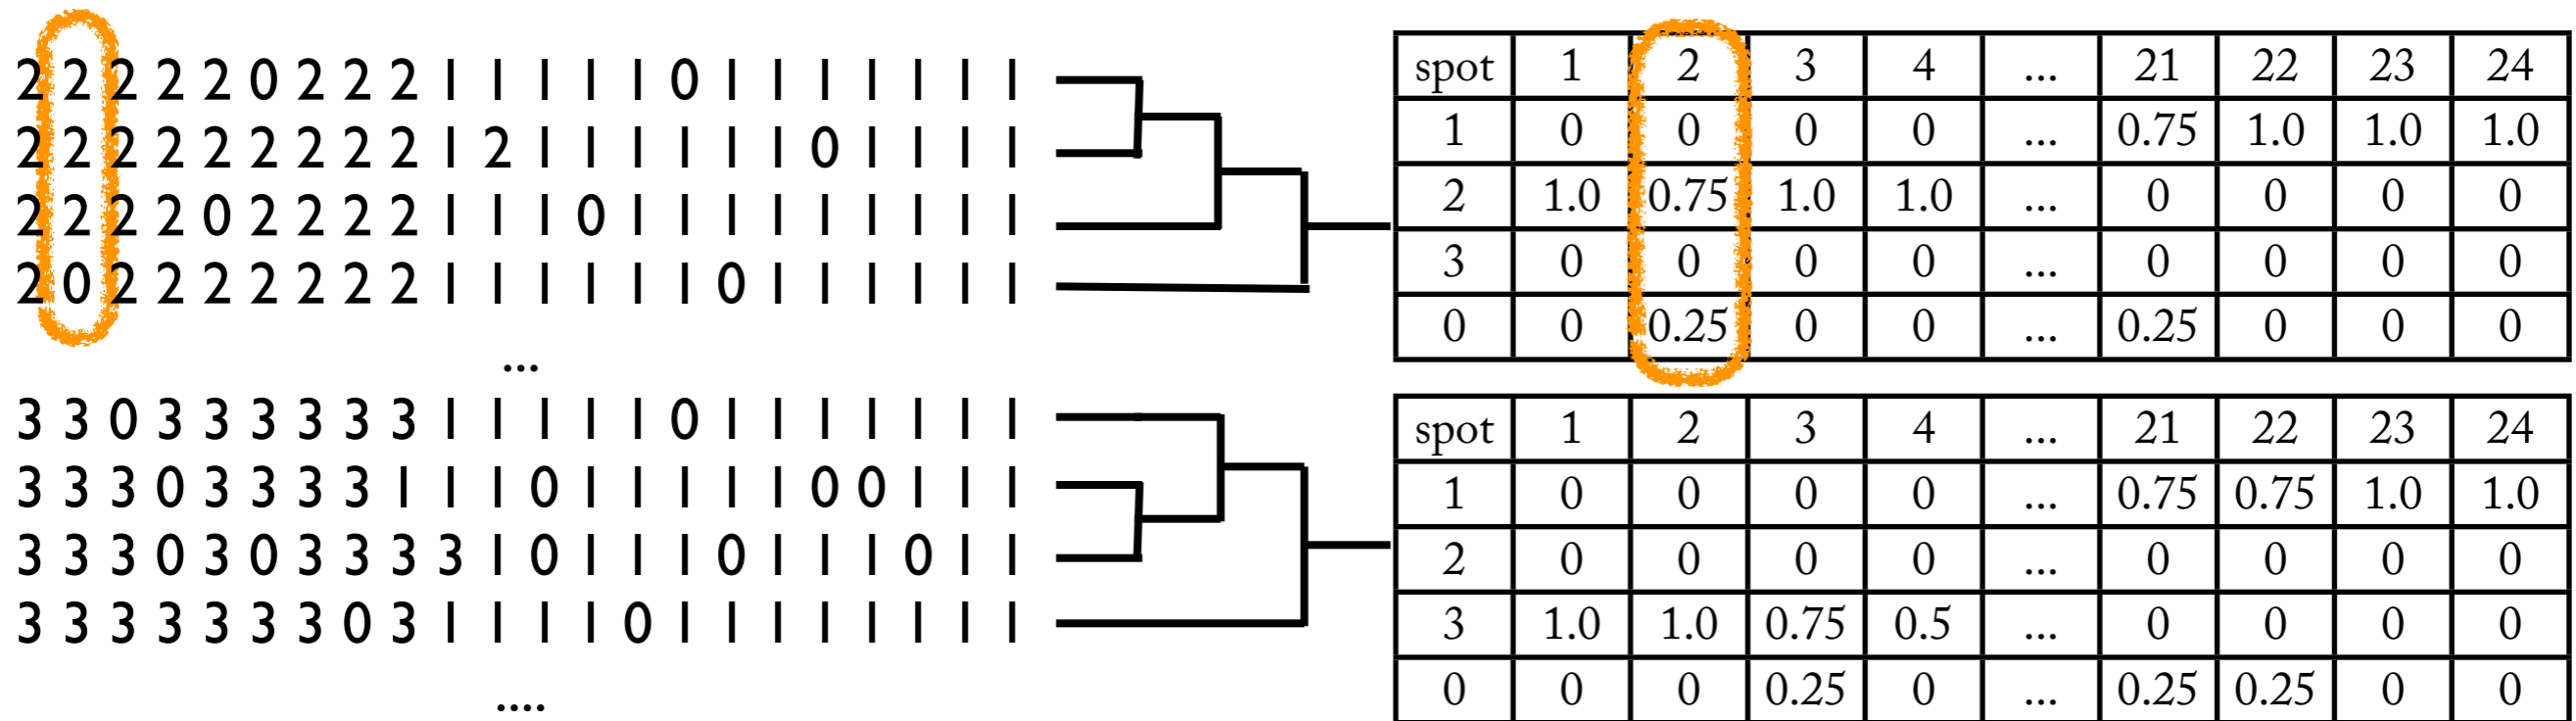 2 2 2 2 2 0 2 2 2 1 1 1 1 1 0 1 1 1 1 1 1 1
2 2 2 2 2 2 2 2 2 1 2 1 1 1 1 1 1 0 1 1 1 1
2 2 2 2 0 2 2 2 2 1 1 1 0 1 1 1 1 1 1 1 1 1
2 0 2 2 2 2 2 2 2 1 1 1 1 1 1 0 1 1 1 1 1 1
...
spot 1 2 3 4 ... 21 22 23 24
1 0 0 0 0 ... 0.75 1.0 1.0 1.0
2 1.0 0.75 1.0 1.0 ... 0 0 0 0
3 0 0 0 0 ... 0 0 0 0
0 0 0.25 0 0 ... 0.25 0 0 0
3 3 0 3 3 3 3 3 3 1 1 1 1 1 0 1 1 1 1 1 1 1
3 3 3 0 3 3 3 3 1 1 1 0 1 1 1 1 1 0 0 1 1 1
3 3 3 0 3 0 3 3 3 3 1 0 1 1 1 0 1 1 1 0 1 1
3 3 3 3 3 3 3 0 3 1 1 1 1 0 1 1 1 1 1 1 1 1
....
spot 1 2 3 4 ... 21 22 23 24
1 0 0 0 0 ... 0.75 0.75 1.0 1.0
2 0 0 0 0 ... 0 0 0 0
3 1.0 1.0 0.75 0.5 ... 0 0 0 0
0 0 0 0.25 0 ... 0.25 0.25 0 0